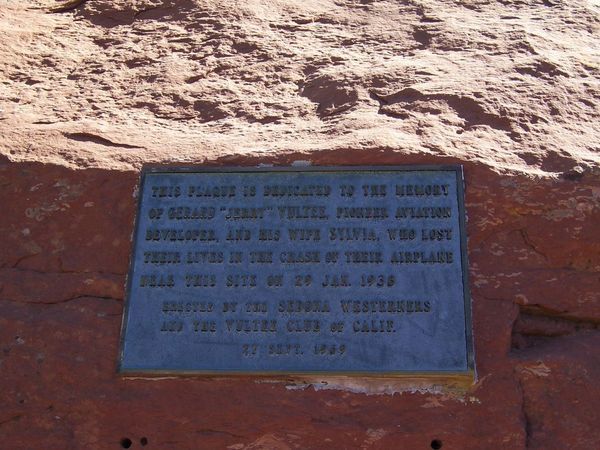 THIS PLAQUE IS DEDICATED TO THE MEMORY
OF GERARD "JERRY" VULTEE, PIONEER AVIATION
DEVELOPER, AND HIS WIFE SYLVIA, WHO LOST
THEIR LIVES IN THE CRASH OF THEIR AIRPLANE
NEAR THIS SITE ON 29 JAN. 1938
ERECTED BY THE SEDONA WESTERNERS
AND THE VULTEE CLUB OF CALIF.
27 SEPT. 1969